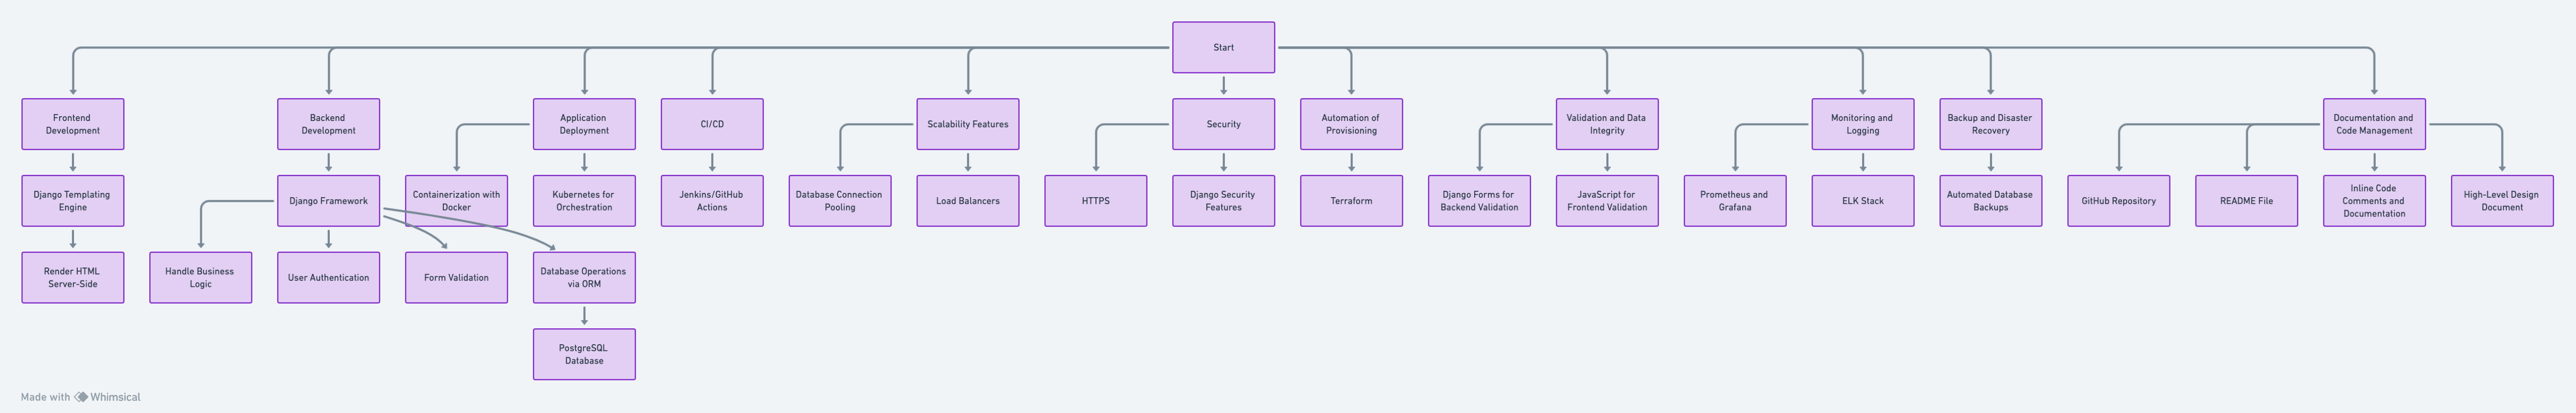 Start
Frontend
Development
Backend
Development
Application
Deployment
CI/CD
Scalability Features
Security
Automation of
Provisioning
Validation and Data
Integrity
Monitoring and
Logging
Backup and Disaster
Recovery
Documentation and
Code Management
Django Templating
Engine
Django Framework
Containerization with
Docker
Kubernetes for
Orchestration
Jenkins/GitHub
Actions
Database Connection
Pooling
Load Balancers
HTTPS
Django Security
Features
Terraform
Django Forms for
Backend Validation
JavaScript for
Frontend Validation
Prometheus and
Grafana
ELK Stack
Automated Database
Backups
GitHub Repository
README File
Inline Code
Comments and
Documentation
High-Level Design
Document
Render HTML
Server-Side
Handle Business
Logic
User Authentication
Form Validation
Database Operations
via ORM
PostgreSQL
Database
Made with Whimsical